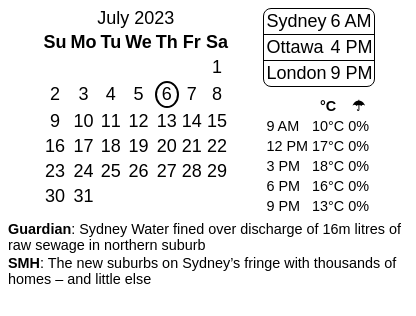 July 2023
Su Mo Tu We Th Fr Sa
1
2 3 4 5 6 7 8
9 10 11 12 13 14 15
16 17 18 19 20 21 22
23 24 25 26 27 28 29
30 31
Sydney 6 AM
Ottawa 4 PM
London 9 PM
°C ☂
9 AM 10°C 0%
12 PM 17°C 0%
3 PM 18°C 0%
6 PM 16°C 0%
9 PM 13°C 0%
Guardian: Sydney Water fined over discharge of 16m litres of
raw sewage in northern suburb
SMH: The new suburbs on Sydney’s fringe with thousands of
homes – and little else